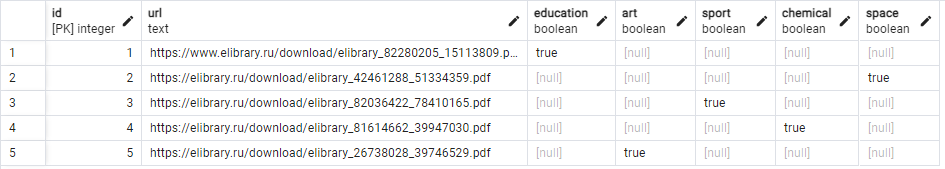 id url education art sport chemical space
[PK] integer text boolean boolean boolean boolean boolean
1 1 https://www.elibrary.ru/download/elibrary_82280205_15113809.p... true [null] [null] [null] [null]
2 2 https://elibrary.ru/download/elibrary_42461288_51334359.pdf [null] [null] [null] [null] true
3 3 https://elibrary.ru/download/elibrary_82036422_78410165.pdf [null] [null] true [null] [null]
4 4 https://elibrary.ru/download/elibrary_81614662_39947030.pdf [null] [null] [null] true [null]
5 5 https://elibrary.ru/download/elibrary_26738028_39746529.pdf [null] true [null] [null] [null]